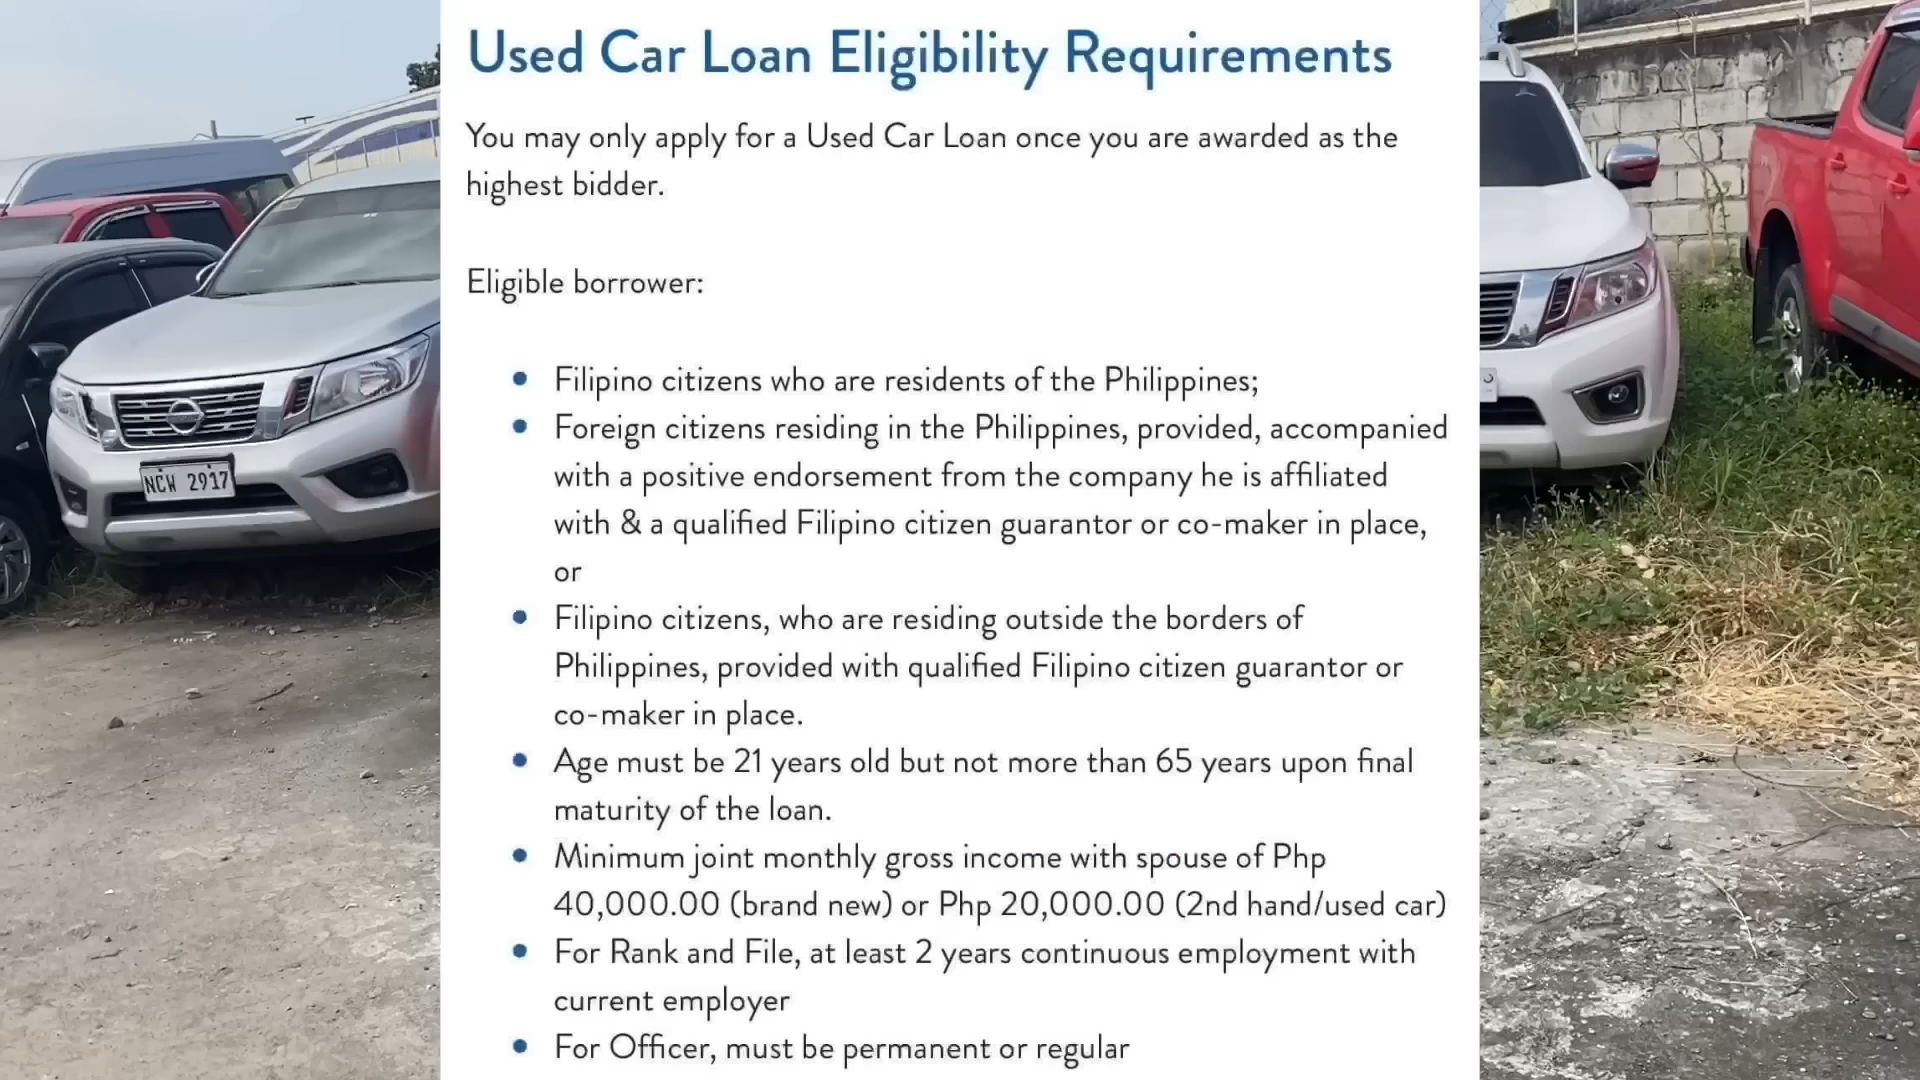 Used Car Loan Eligibility Requirements
You may only apply for a Used Car Loan once you are awarded as the
highest bidder.
Eligible borrower:
Filipino citizens who are residents of the Philippines;
Foreign citizens residing in the Philippines, provided, accompanied
with a positive endorsement from the company he is affiliated
with & a qualified Filipino citizen guarantor or co-maker in place,
or
Filipino citizens, who are residing outside the borders of
Philippines, provided with qualified Filipino citizen guarantor or
co-maker in place.
Age must be 21 years old but not more than 65 years upon final
maturity of the loan.
Minimum joint monthly gross income with spouse of Php
40,000.00 (brand new) or Php 20,000.00 (2nd hand/used car)
For Rank and File, at least 2 years continuous employment with
current employer
For Officer, must be permanent or regular
NCW 2917